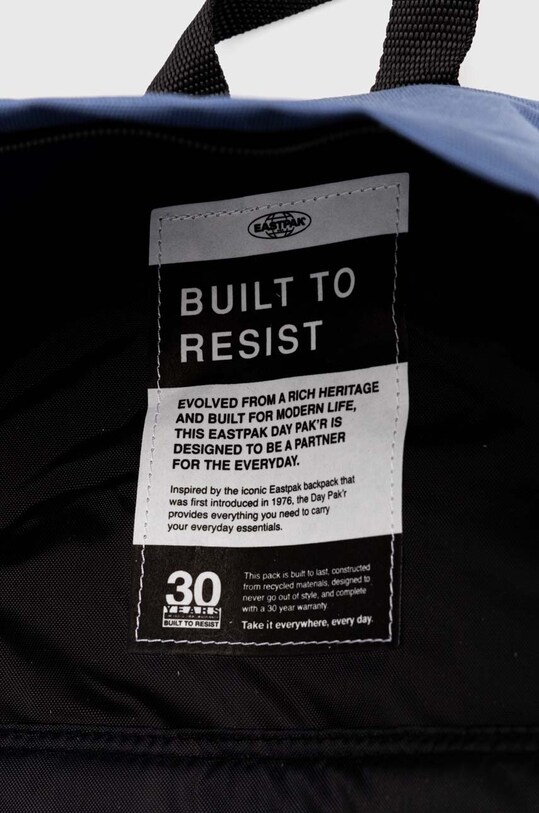 EASTPAK
BUILT TO
RESIST
EVOLVED FROM A RICH HERITAGE
AND BUILT FOR MODERN LIFE,
THIS EASTPAK DAY PAK'R IS
DESIGNED TO BE A PARTNER
FOR THE EVERYDAY.
Inspired by the iconic Eastpak backpack that
was first introduced in 1976, the Day Pak'r
provides everything you need to carry
your everyday essentials.
30
YEARS
BUILT TO RESIST
This pack is built to last, constructed
from recycled materials, designed to
never go out of style, and complete
with a 30 year warranty.
Take it everywhere, every day.